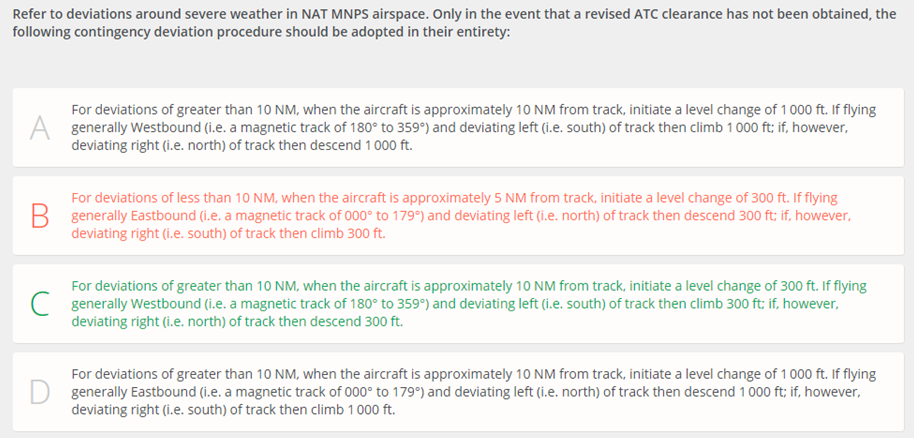 Refer to deviations around severe weather in NAT MNPS airspace. Only in the event that a revised ATC clearance has not been obtained, the
following contingency deviation procedure should be adopted in their entirety:
A
For deviations of greater than 10 NM, when the aircraft is approximately 10 NM from track, initiate a level change of 1 000 ft. If flying
generally Westbound (i.e. a magnetic track of 180° to 359°) and deviating left (i.e. south) of track then climb 1 000 ft; if, however,
deviating right (i.e. north) of track then descend 1 000 ft.
B
For deviations of less than 10 NM, when the aircraft is approximately 5 NM from track, initiate a level change of 300 ft. If flying
generally Eastbound (i.e. a magnetic track of 000° to 179°) and deviating left (i.e. north) of track then descend 300 ft; if, however,
deviating right (i.e. south) of track then climb 300 ft.
C
For deviations of greater than 10 NM, when the aircraft is approximately 10 NM from track, initiate a level change of 300 ft. If flying
generally Westbound (i.e. a magnetic track of 180° to 359°) and deviating left (i.e. south) of track then climb 300 ft; if, however,
deviating right (i.e. north) of track then descend 300 ft.
D
For deviations of greater than 10 NM, when the aircraft is approximately 10 NM from track, initiate a level change of 1 000 ft. If flying
generally Eastbound (i.e. a magnetic track of 000° to 179°) and deviating left (i.e. north) of track then descend 1 000 ft; if, however,
deviating right (i.e. south) of track then climb 1 000 ft.